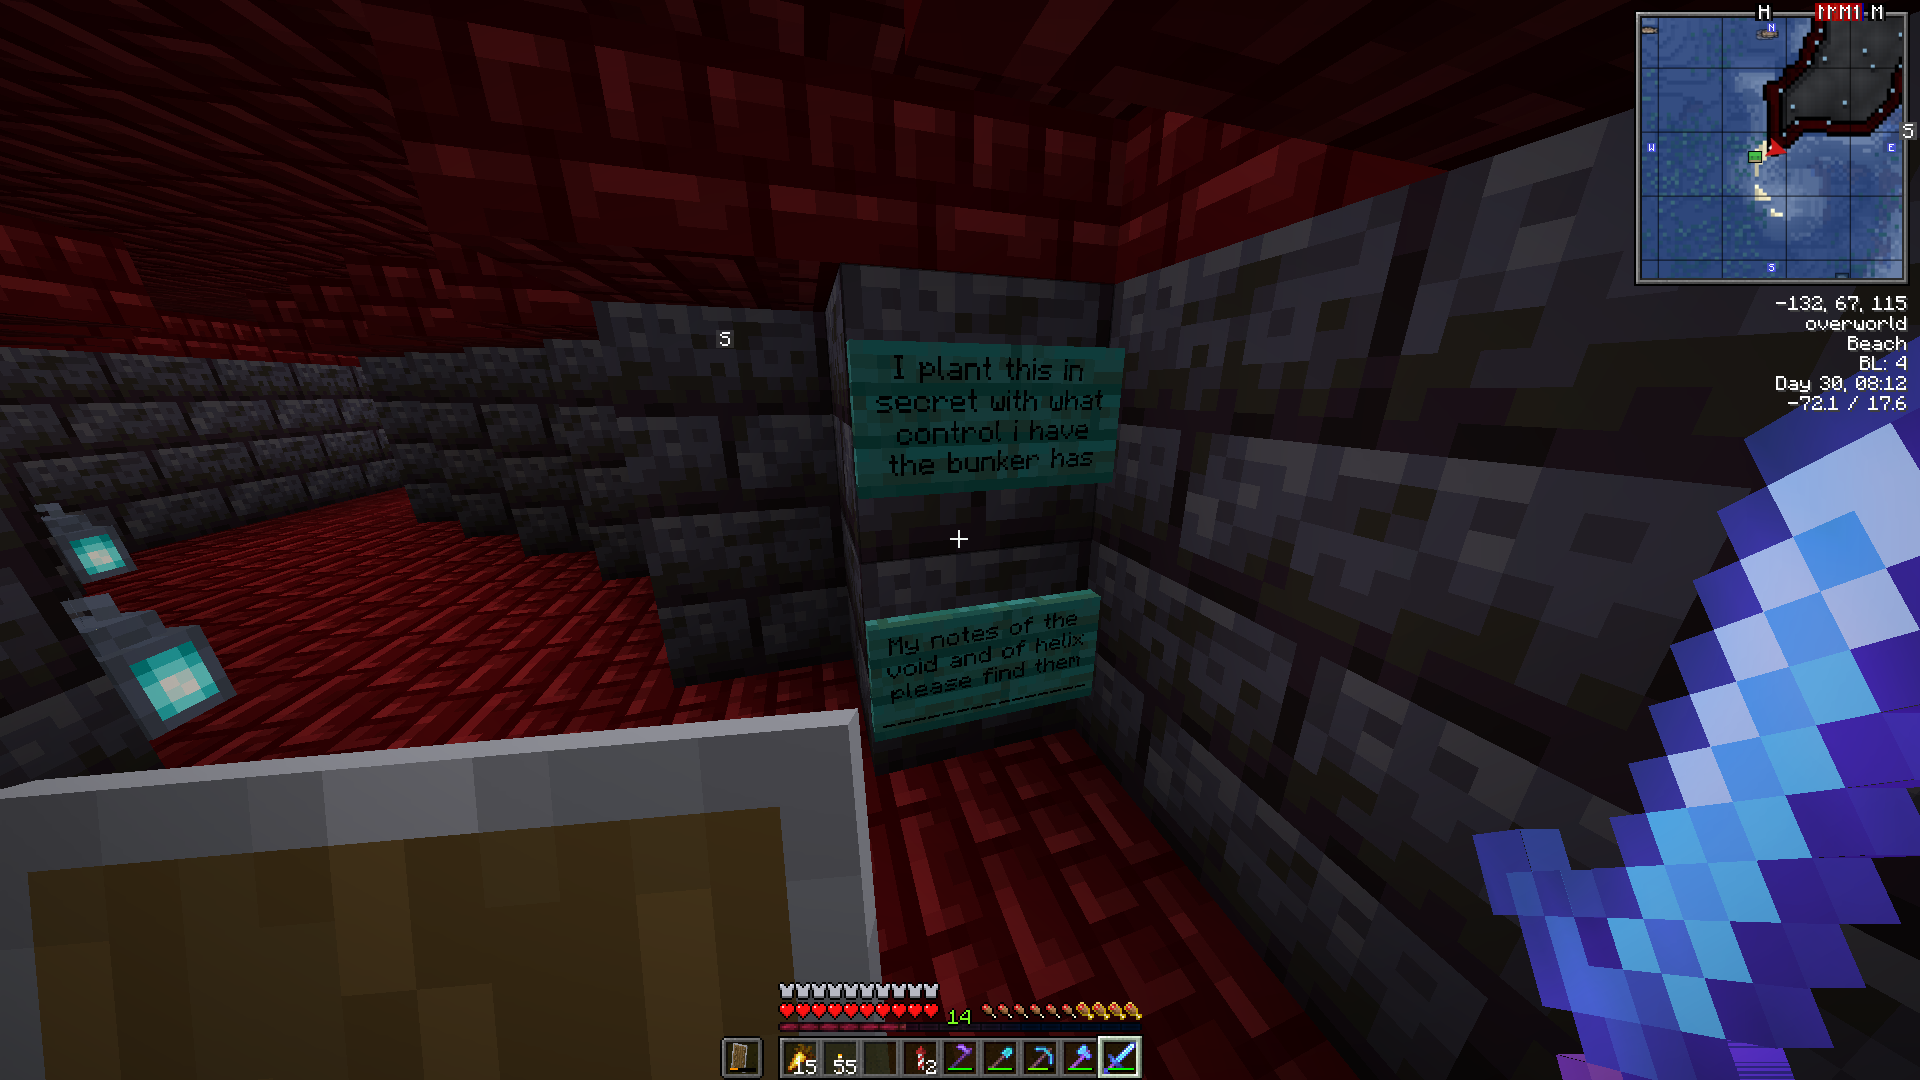 H ᛚᚠM1 M
N
S
W
E
S
-132, 67, 115
overworld
Beach
BL: 4
Day 30, 08:12
-72.1 / 17.6
S
I plant this in
secret with what
control i have
the bunker has
My notes of the
void and of helix
please find them
________________
14
15
55
2